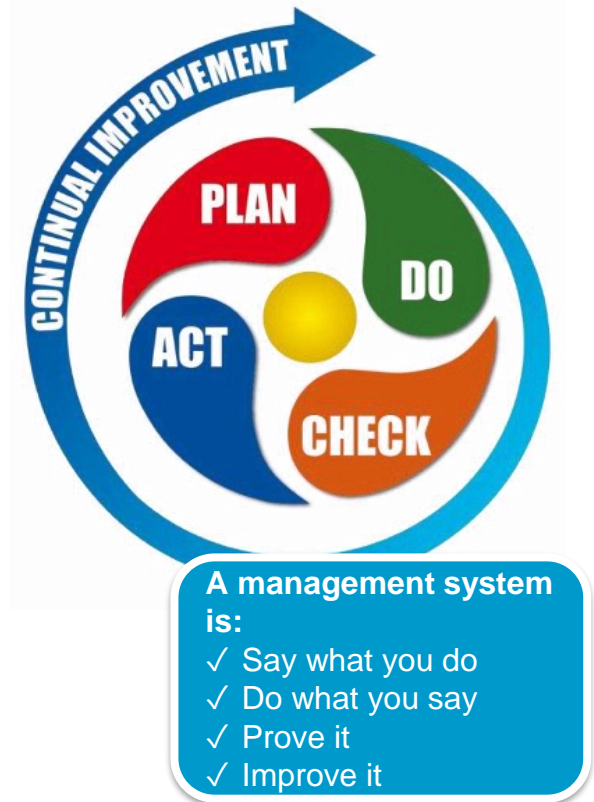 CONTINUAL IMPROVEMENT
PLAN
DO
CHECK
ACT
A management system
is:
✓ Say what you do
✓ Do what you say
✓ Prove it
✓ Improve it